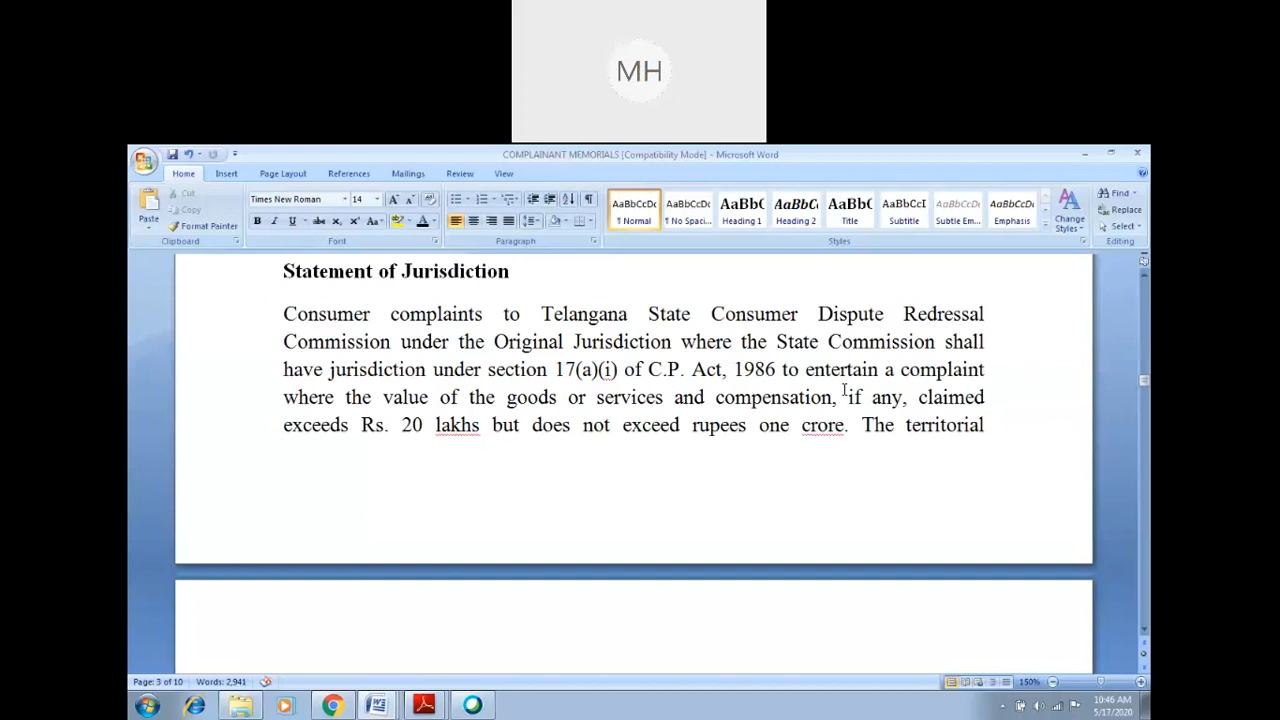 MH
COMPLAINANT MEMORIALS [Compatibility Mode] - Microsoft Word
Home Insert Page Layout References Mailings Review View
Paste
Cut
Copy
Format Painter
Clipboard
Times New Roman 14
Font
Paragraph
AaBbCcDc AaBbCcDc AaBbC AaBbCc AaBbC AaBbCcI AaBbCcDc AaBbCcDc
¶ Normal ¶ No Spaci... Heading 1 Heading 2 Title Subtitle Subtle Em... Emphasis
Change Styles
Styles
Find
Replace
Select
Editing
Statement of Jurisdiction
Consumer complaints to Telangana State Consumer Dispute Redressal
Commission under the Original Jurisdiction where the State Commission shall
have jurisdiction under section 17(a)(i) of C.P. Act, 1986 to entertain a complaint
where the value of the goods or services and compensation, if any, claimed
exceeds Rs. 20 lakhs but does not exceed rupees one crore. The territorial
Page: 3 of 10 Words: 2,941 150%
10:46 AM
5/17/2020